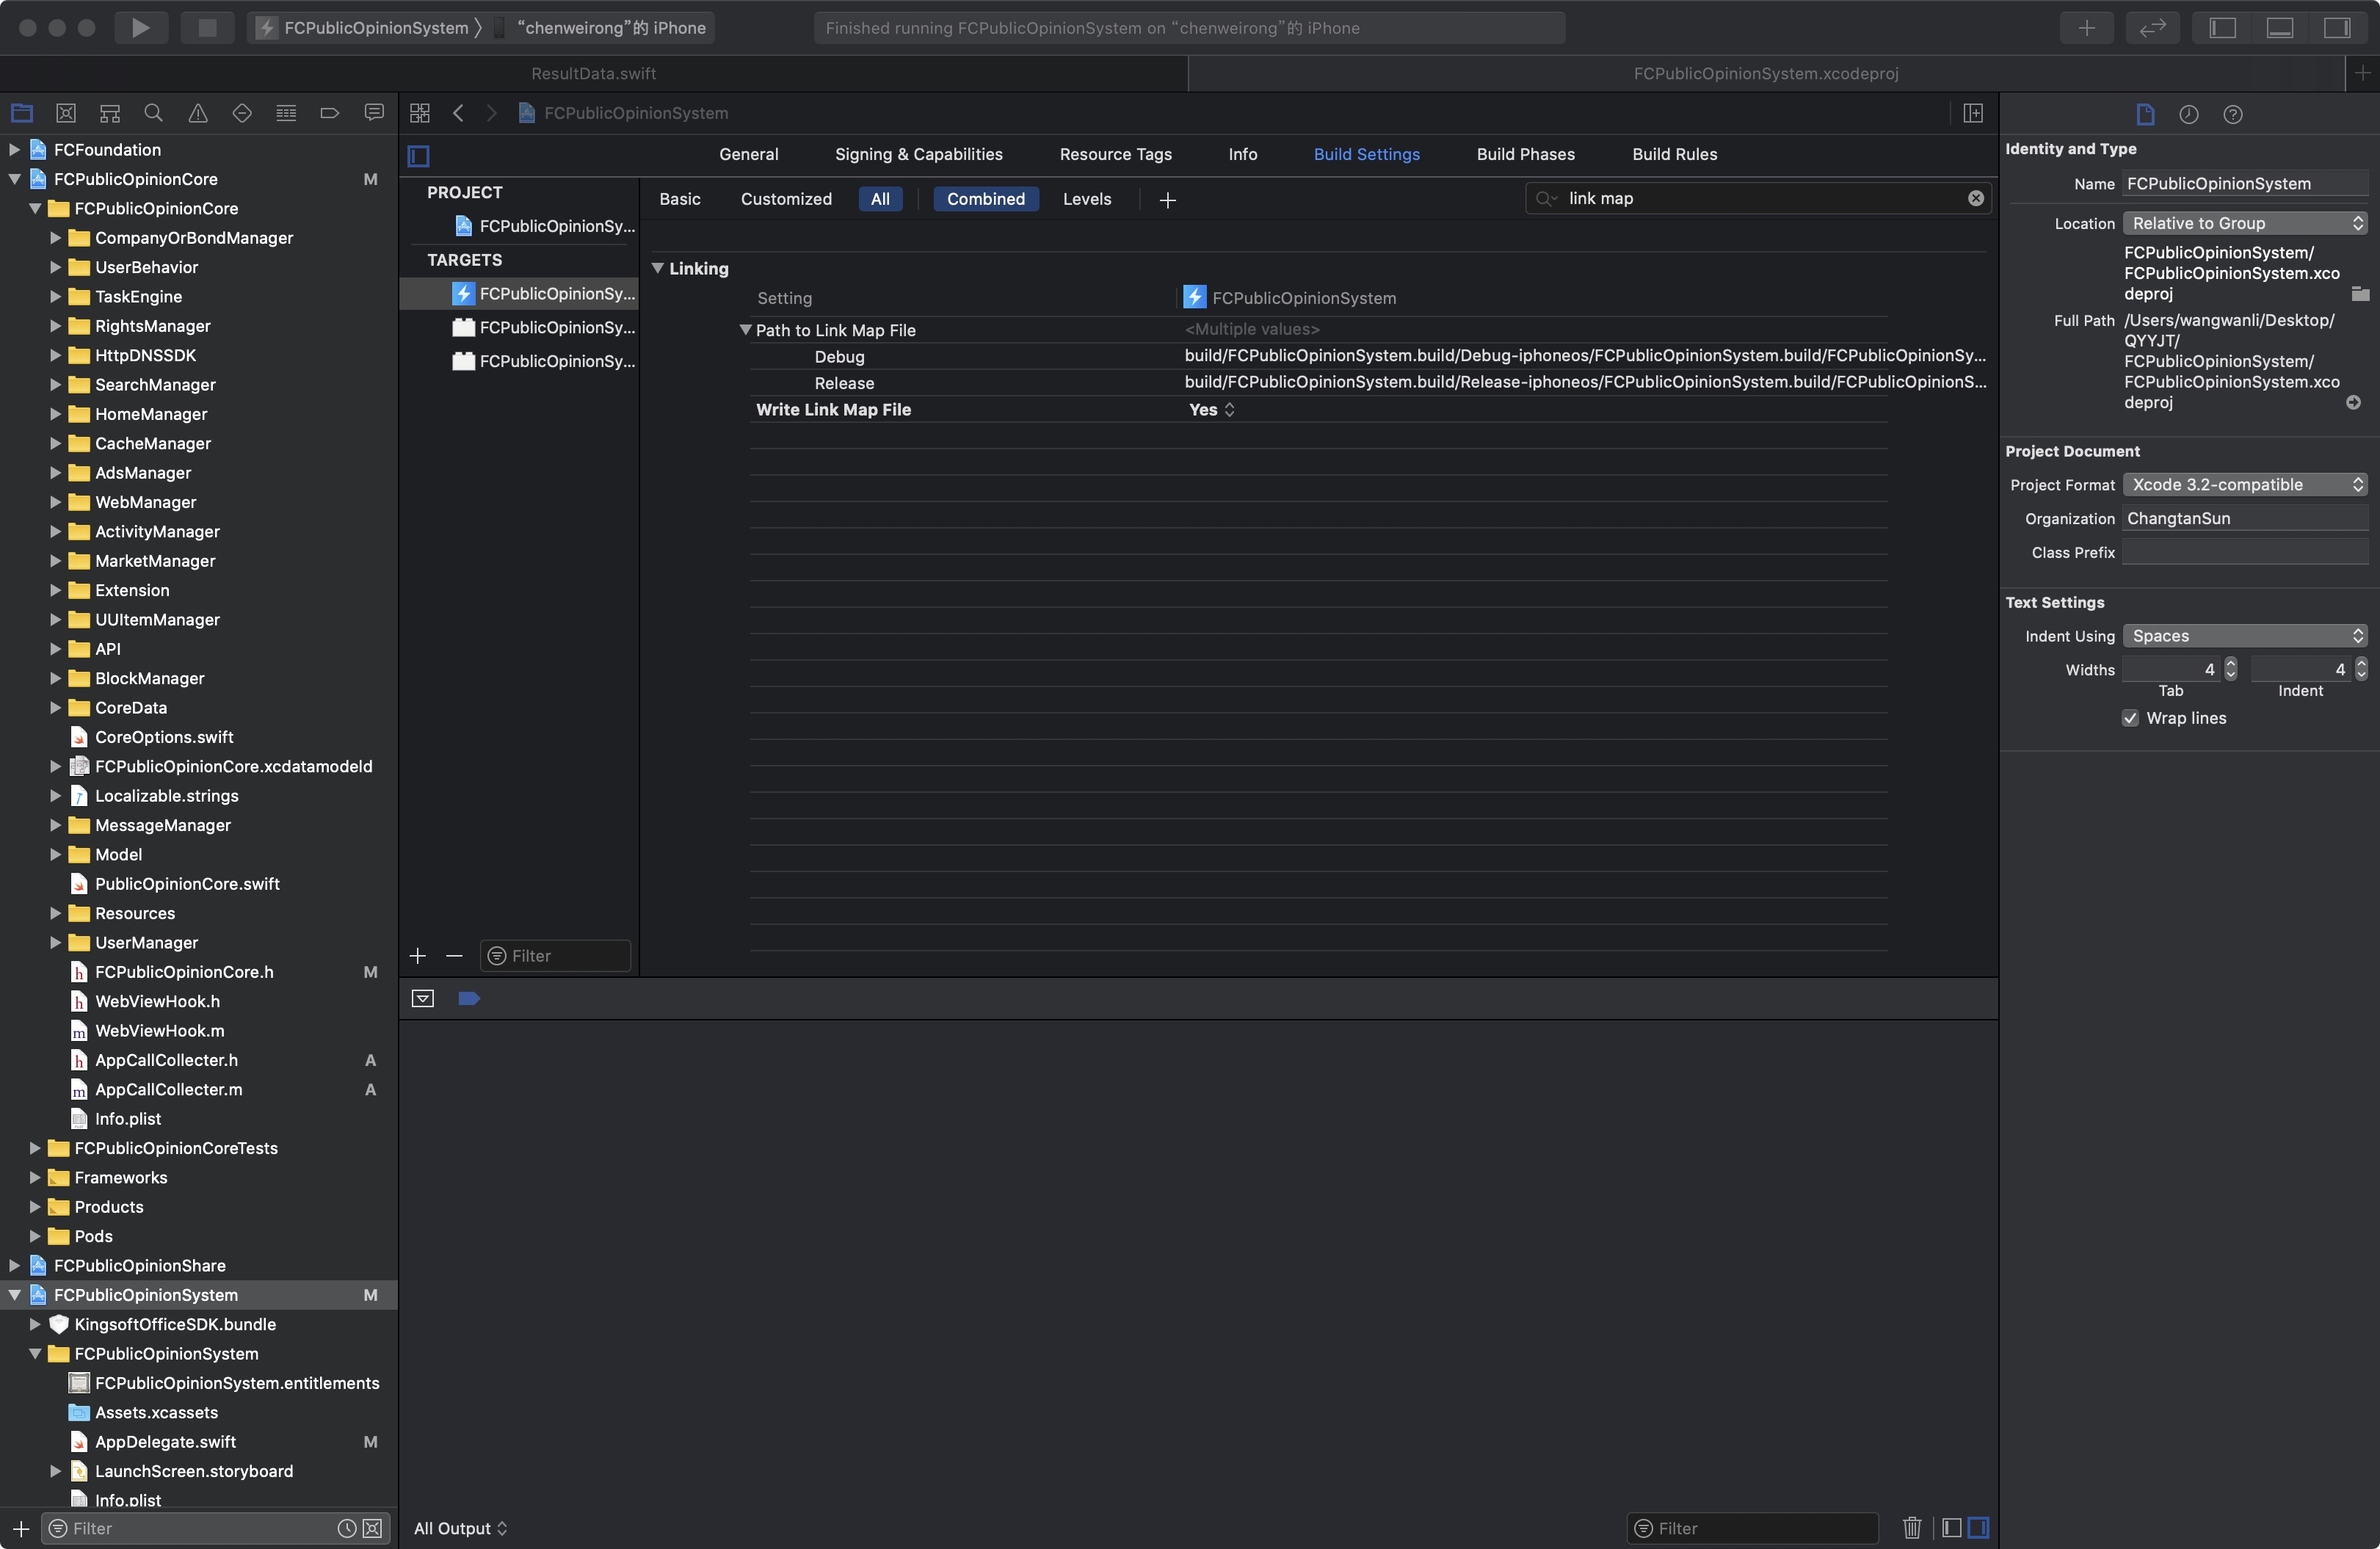 FCPublicOpinionSystem 〉 “chenweirong”的 iPhone
Finished running FCPublicOpinionSystem on “chenweirong”的 iPhone
ResultData.swift
FCPublicOpinionSystem.xcodeproj
FCFoundation
FCPublicOpinionCore M
FCPublicOpinionCore
CompanyOrBondManager
UserBehavior
TaskEngine
RightsManager
HttpDNSSDK
SearchManager
HomeManager
CacheManager
AdsManager
WebManager
ActivityManager
MarketManager
Extension
UUItemManager
API
BlockManager
CoreData
CoreOptions.swift
FCPublicOpinionCore.xcdatamodeld
Localizable.strings
MessageManager
Model
PublicOpinionCore.swift
Resources
UserManager
FCPublicOpinionCore.h M
WebViewHook.h
WebViewHook.m
AppCallCollecter.h A
AppCallCollecter.m A
Info.plist
FCPublicOpinionCoreTests
Frameworks
Products
Pods
FCPublicOpinionShare
FCPublicOpinionSystem M
KingsoftOfficeSDK.bundle
FCPublicOpinionSystem
FCPublicOpinionSystem.entitlements
Assets.xcassets
AppDelegate.swift M
LaunchScreen.storyboard
Info.plist
Filter
FCPublicOpinionSystem
General Signing & Capabilities Resource Tags Info Build Settings Build Phases Build Rules
PROJECT
FCPublicOpinionSy...
TARGETS
FCPublicOpinionSy...
FCPublicOpinionSy...
FCPublicOpinionSy...
Filter
Basic Customized All Combined Levels
link map
Linking
Setting FCPublicOpinionSystem
Path to Link Map File <Multiple values>
Debug build/FCPublicOpinionSystem.build/Debug-iphoneos/FCPublicOpinionSystem.build/FCPublicOpinionSy...
Release build/FCPublicOpinionSystem.build/Release-iphoneos/FCPublicOpinionSystem.build/FCPublicOpinionS...
Write Link Map File Yes
All Output
Filter
Identity and Type
Name FCPublicOpinionSystem
Location Relative to Group
FCPublicOpinionSystem/
FCPublicOpinionSystem.xco
deproj
Full Path /Users/wangwanli/Desktop/
QYYJT/
FCPublicOpinionSystem/
FCPublicOpinionSystem.xco
deproj
Project Document
Project Format Xcode 3.2-compatible
Organization ChangtanSun
Class Prefix
Text Settings
Indent Using Spaces
Widths 4 4
Tab Indent
Wrap lines